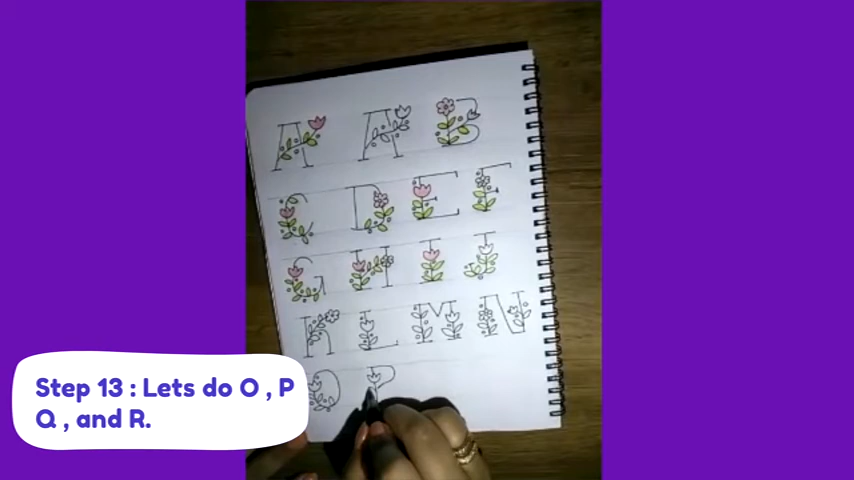 A A B
C D E F
G H I J
K L M N
O P
Step 13 : Lets do O , P
Q , and R.